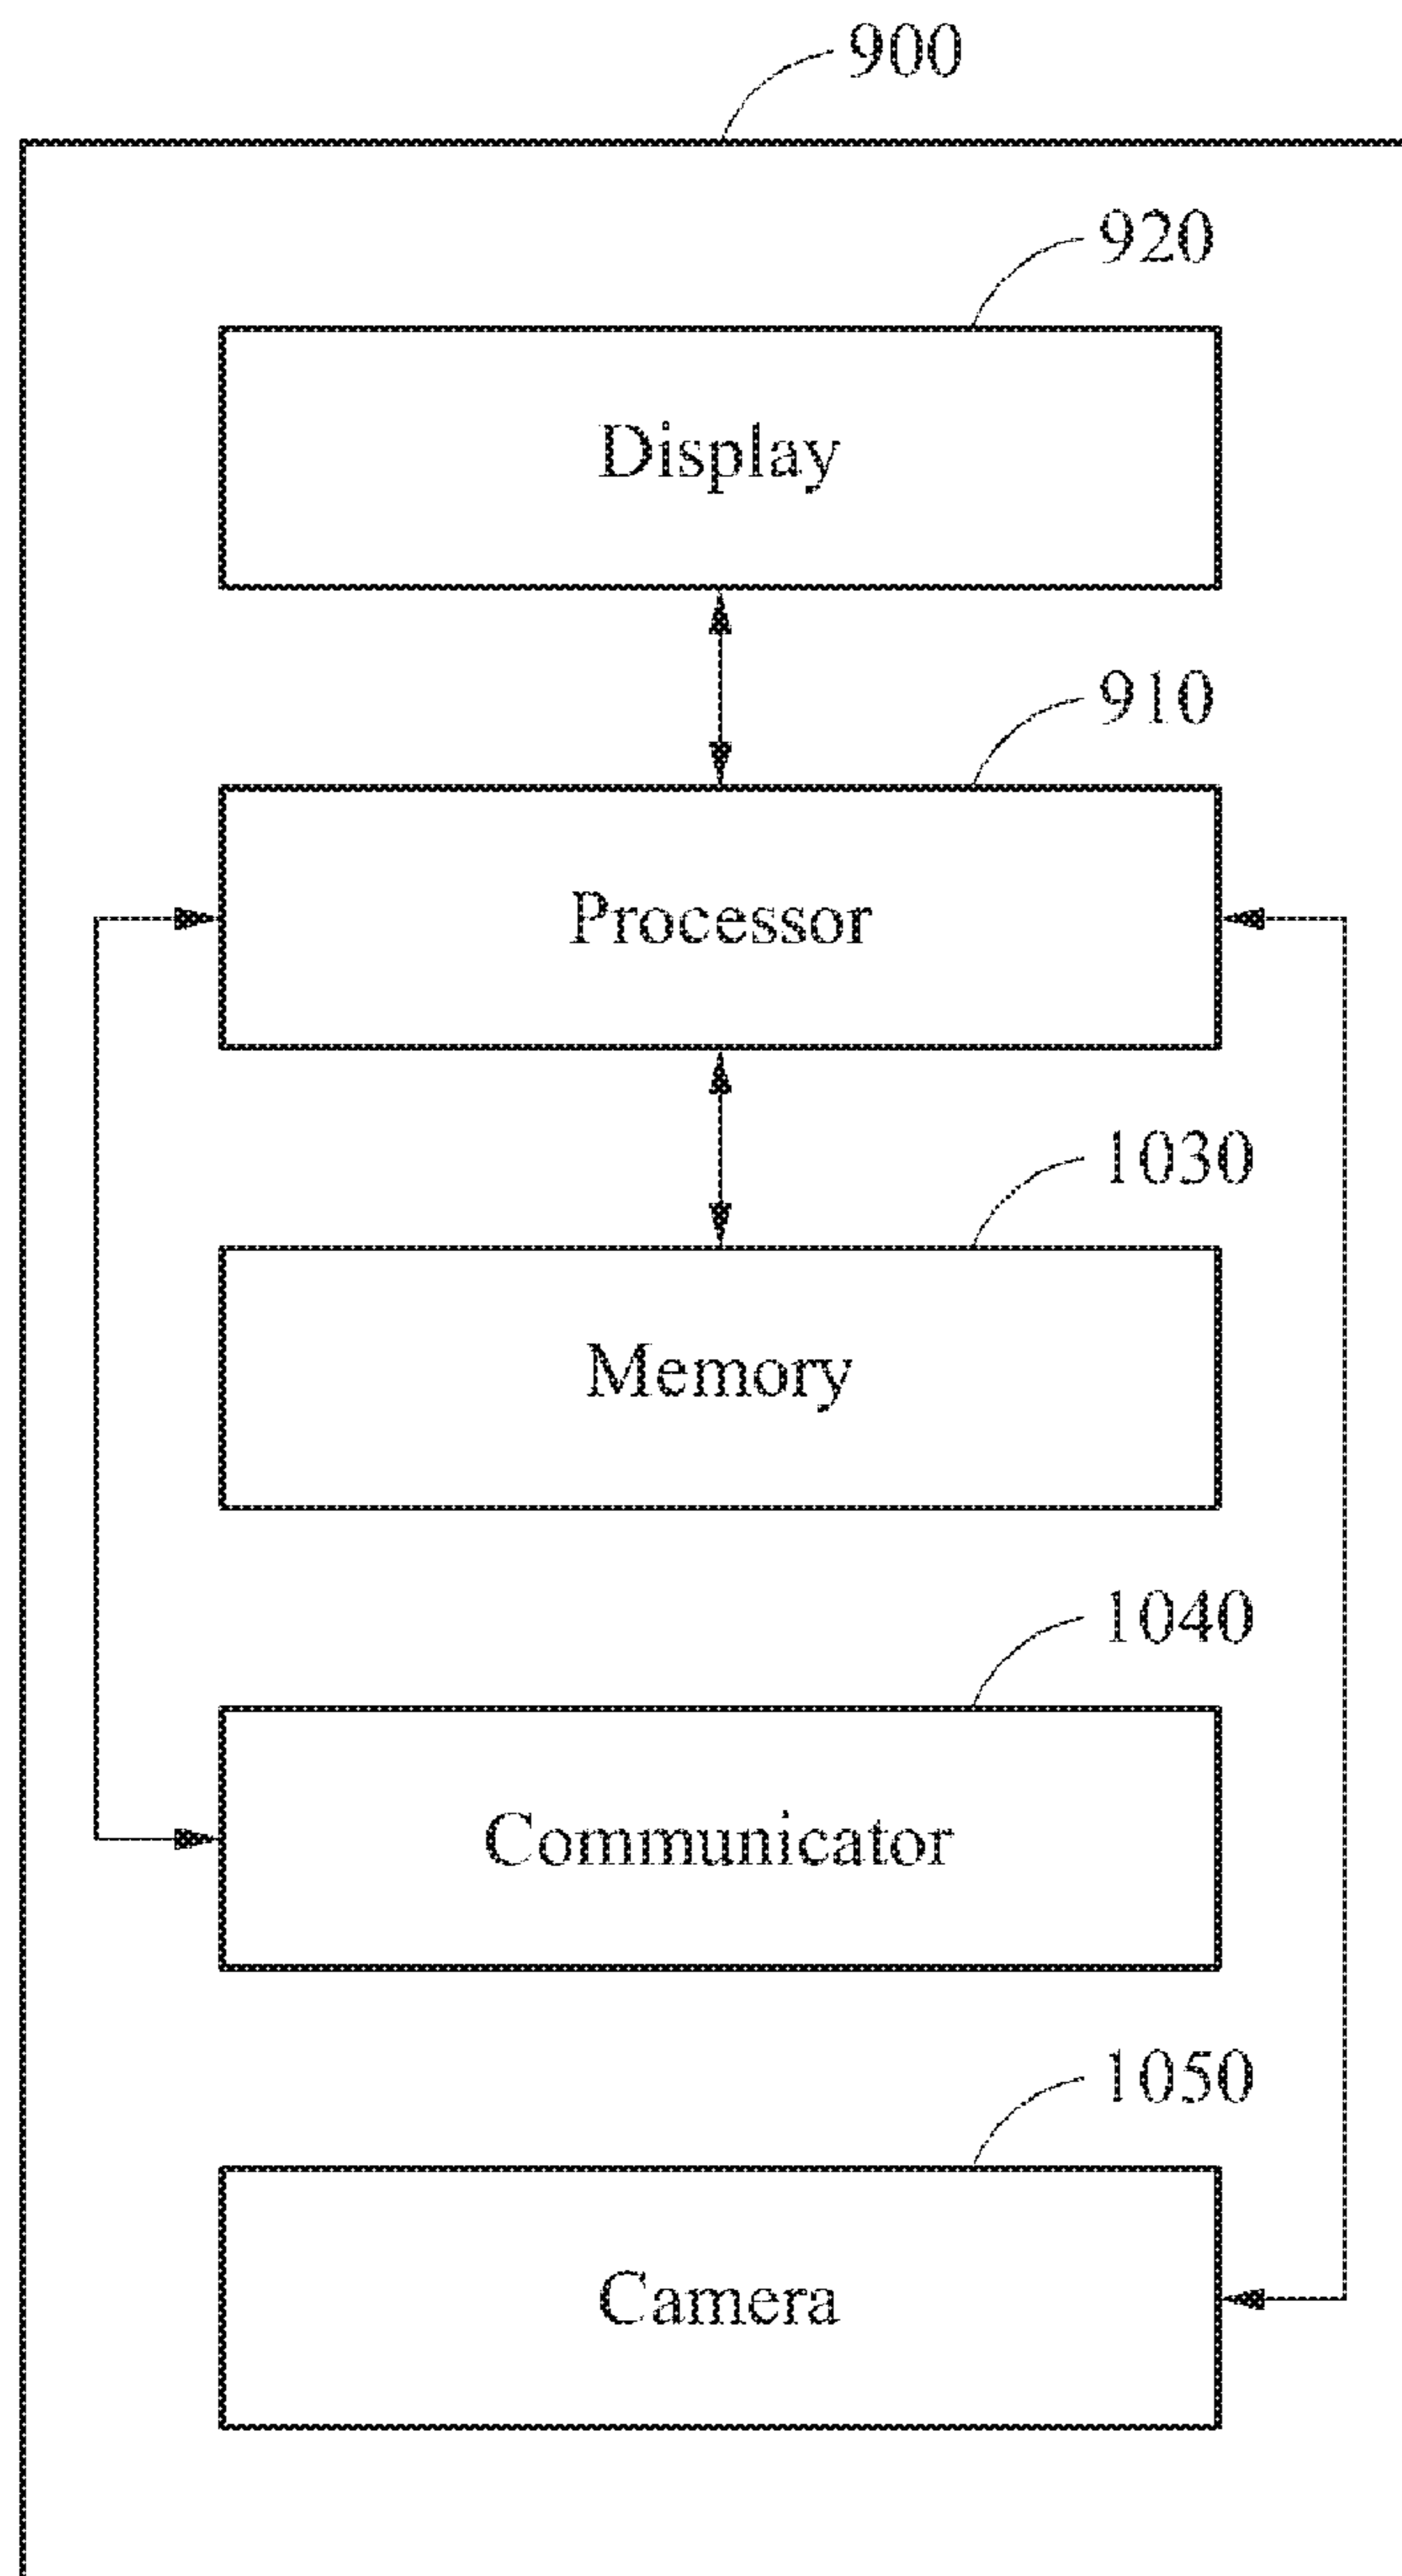 900
920
Display
910
Processor
1030
Memory
1040
Communicator
1050
Camera